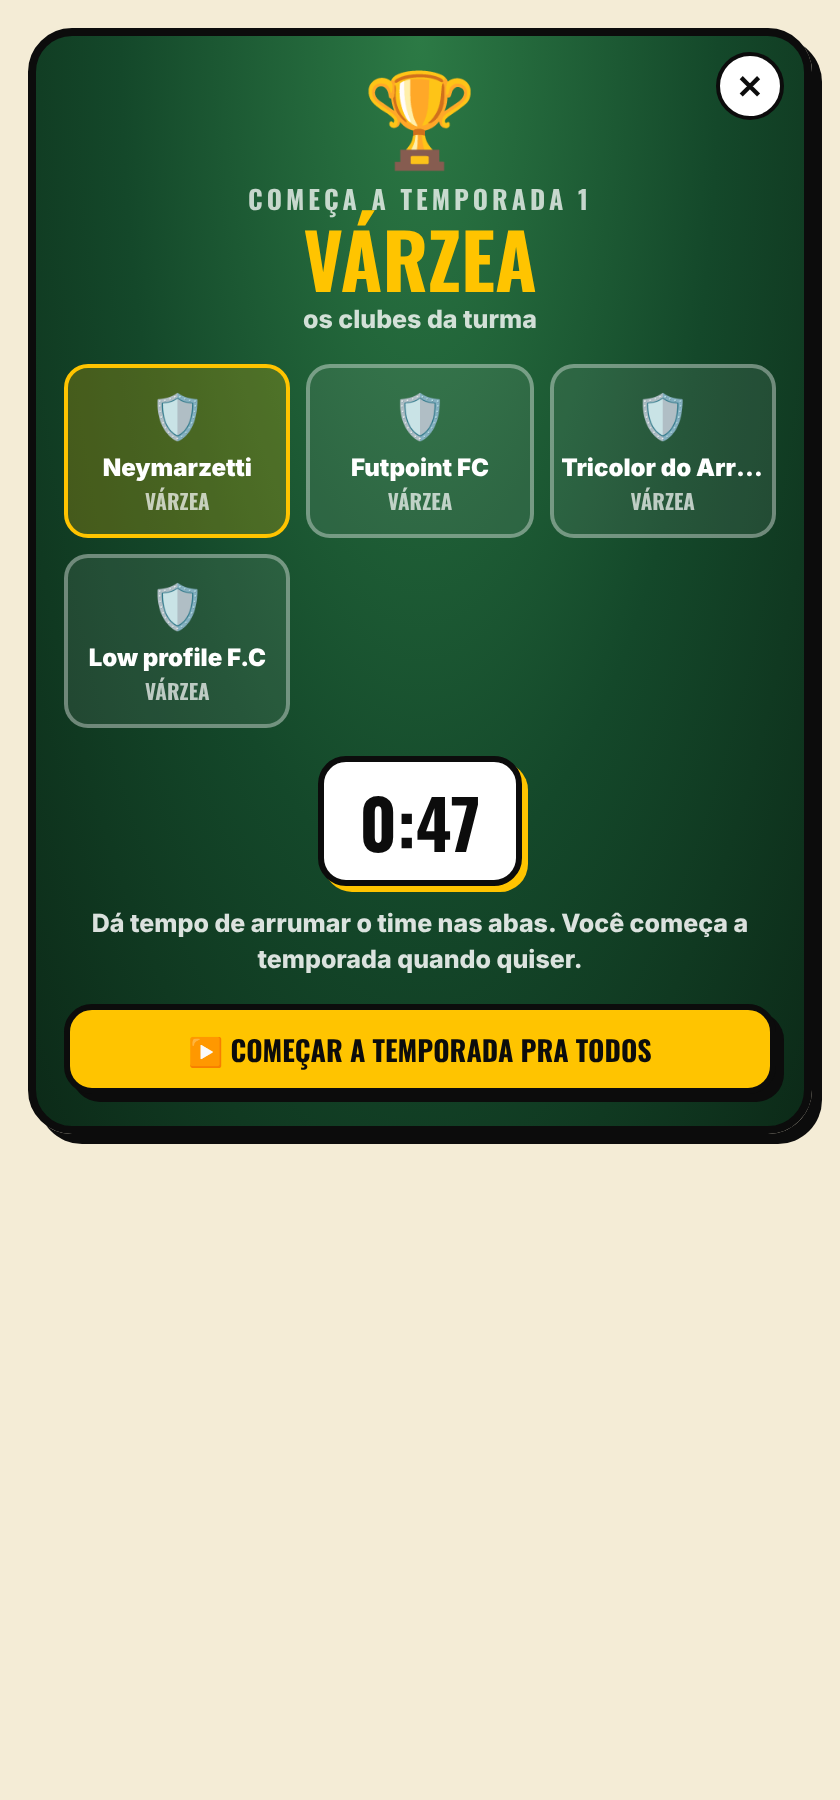 COMEÇA A TEMPORADA 1
VÁRZEA
os clubes da turma
Neymarzetti
VÁRZEA
Futpoint FC
VÁRZEA
Tricolor do Arr...
VÁRZEA
Low profile F.C
VÁRZEA
0:47
Dá tempo de arrumar o time nas abas. Você começa a
temporada quando quiser.
COMEÇAR A TEMPORADA PRA TODOS